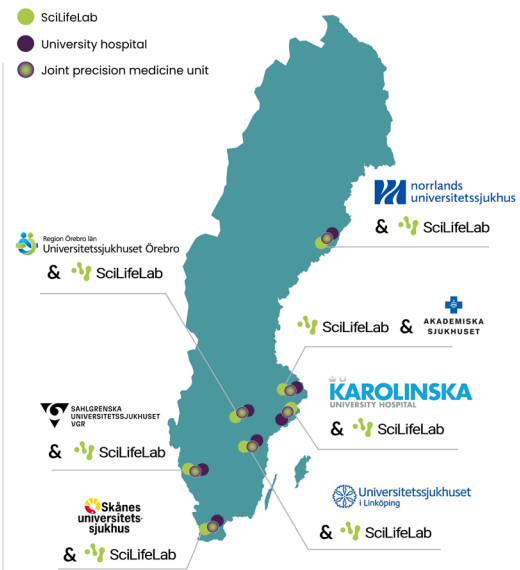 SciLifeLab
University hospital
Joint precision medicine unit
norrlands
universitetssjukhus
& SciLifeLab
Region Örebro län
Universitetssjukhuset Örebro
& SciLifeLab
SciLifeLab & AKADEMISKA
SJUKHUSET
KAROLINSKA
UNIVERSITY HOSPITAL
& SciLifeLab
SAHLGRENSKA
UNIVERSITETSSJUKHUSET
VGR
& SciLifeLab
Universitetssjukhuset
i Linköping
& SciLifeLab
Skånes
universitets-
sjukhus
& SciLifeLab